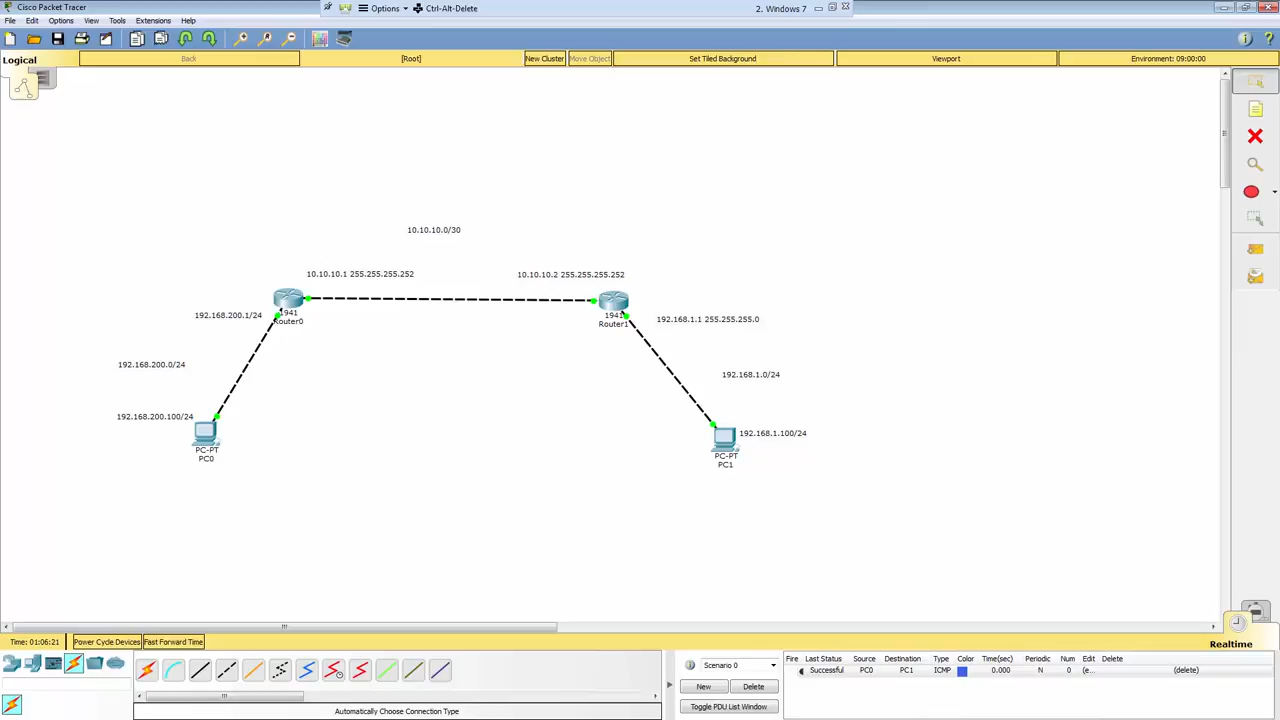 Cisco Packet Tracer
Options
Ctrl-Alt-Delete
2. Windows 7
File Edit Options View Tools Extensions Help
Logical
Back
[Root]
New Cluster
Move Object
Set Tiled Background
Viewport
Environment: 09:00:00
10.10.10.0/30
10.10.10.1 255.255.255.252
10.10.10.2 255.255.255.252
192.168.200.1/24
1941
Router0
1941
Router1
192.168.1.1 255.255.255.0
192.168.200.0/24
192.168.1.0/24
192.168.200.100/24
PC-PT
PC0
192.168.1.100/24
PC-PT
PC1
Time: 01:06:21
Power Cycle Devices
Fast Forward Time
Realtime
Scenario 0
New
Delete
Toggle PDU List Window
Fire Last Status Source Destination Type Color Time(sec) Periodic Num Edit Delete
Successful PC0 PC1 ICMP 0.000 N 0 (e... (delete)
Automatically Choose Connection Type